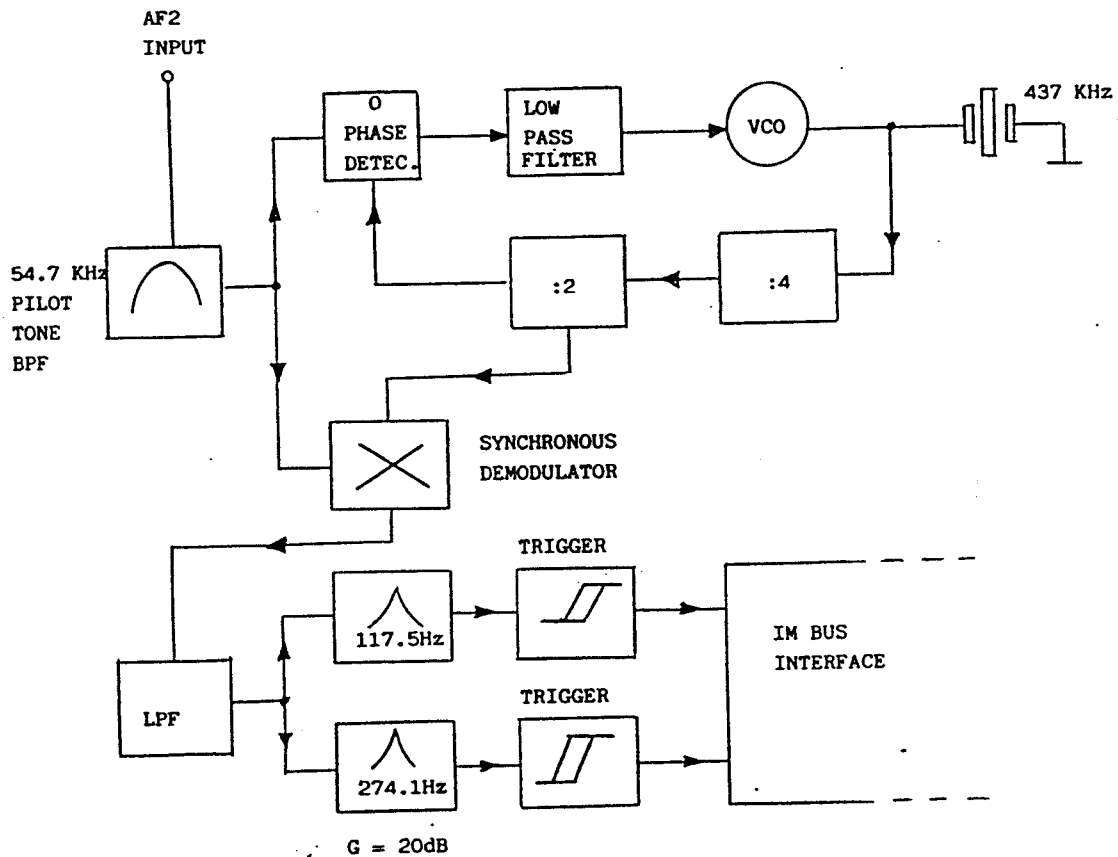 AF2
INPUT
O
PHASE
DETEC.
LOW
PASS
FILTER
VCO
437 KHz
54.7 KHz
PILOT
TONE
BPF
:2
:4
SYNCHRONOUS
DEMODULATOR
TRIGGER
117.5Hz
IM BUS
INTERFACE
LPF
TRIGGER
274.1Hz
G = 20dB